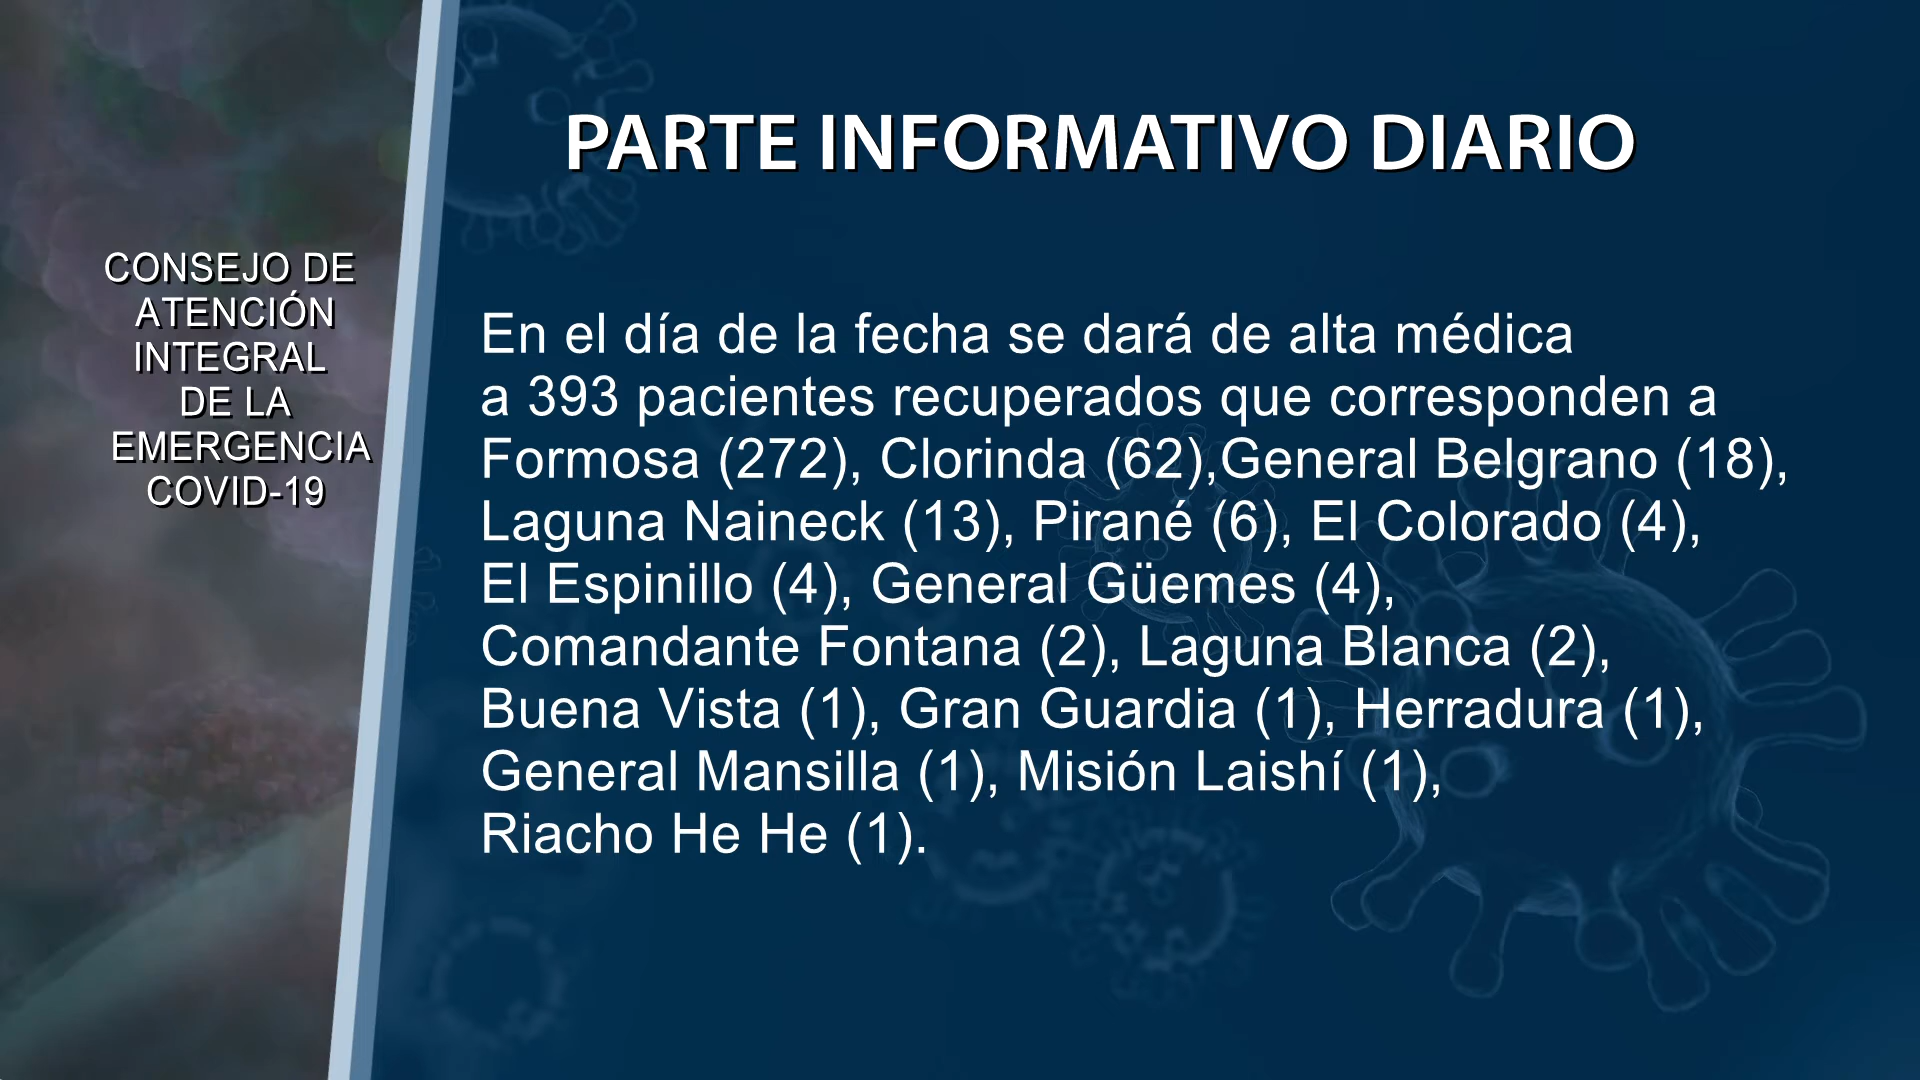 PARTE INFORMATIVO DIARIO
CONSEJO DE
ATENCIÓN
INTEGRAL
DE LA
EMERGENCIA
COVID-19
En el día de la fecha se dará de alta médica
a 393 pacientes recuperados que corresponden a
Formosa (272), Clorinda (62),General Belgrano (18),
Laguna Naineck (13), Pirané (6), El Colorado (4),
El Espinillo (4), General Güemes (4),
Comandante Fontana (2), Laguna Blanca (2),
Buena Vista (1), Gran Guardia (1), Herradura (1),
General Mansilla (1), Misión Laishí (1),
Riacho He He (1).